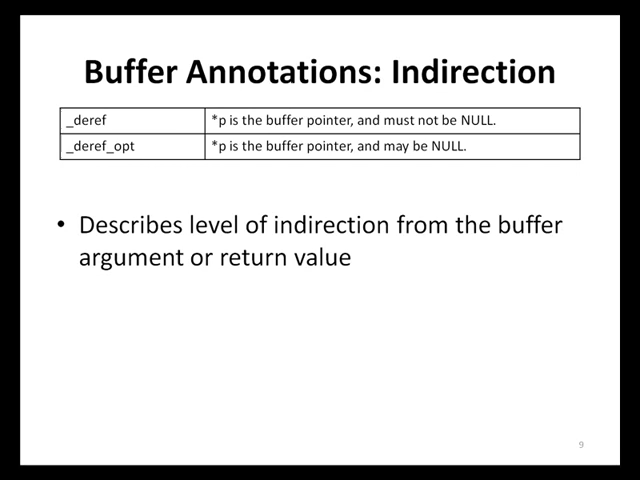 Buffer Annotations: Indirection
_deref *p is the buffer pointer, and must not be NULL.
_deref_opt *p is the buffer pointer, and may be NULL.
• Describes level of indirection from the buffer
argument or return value
9